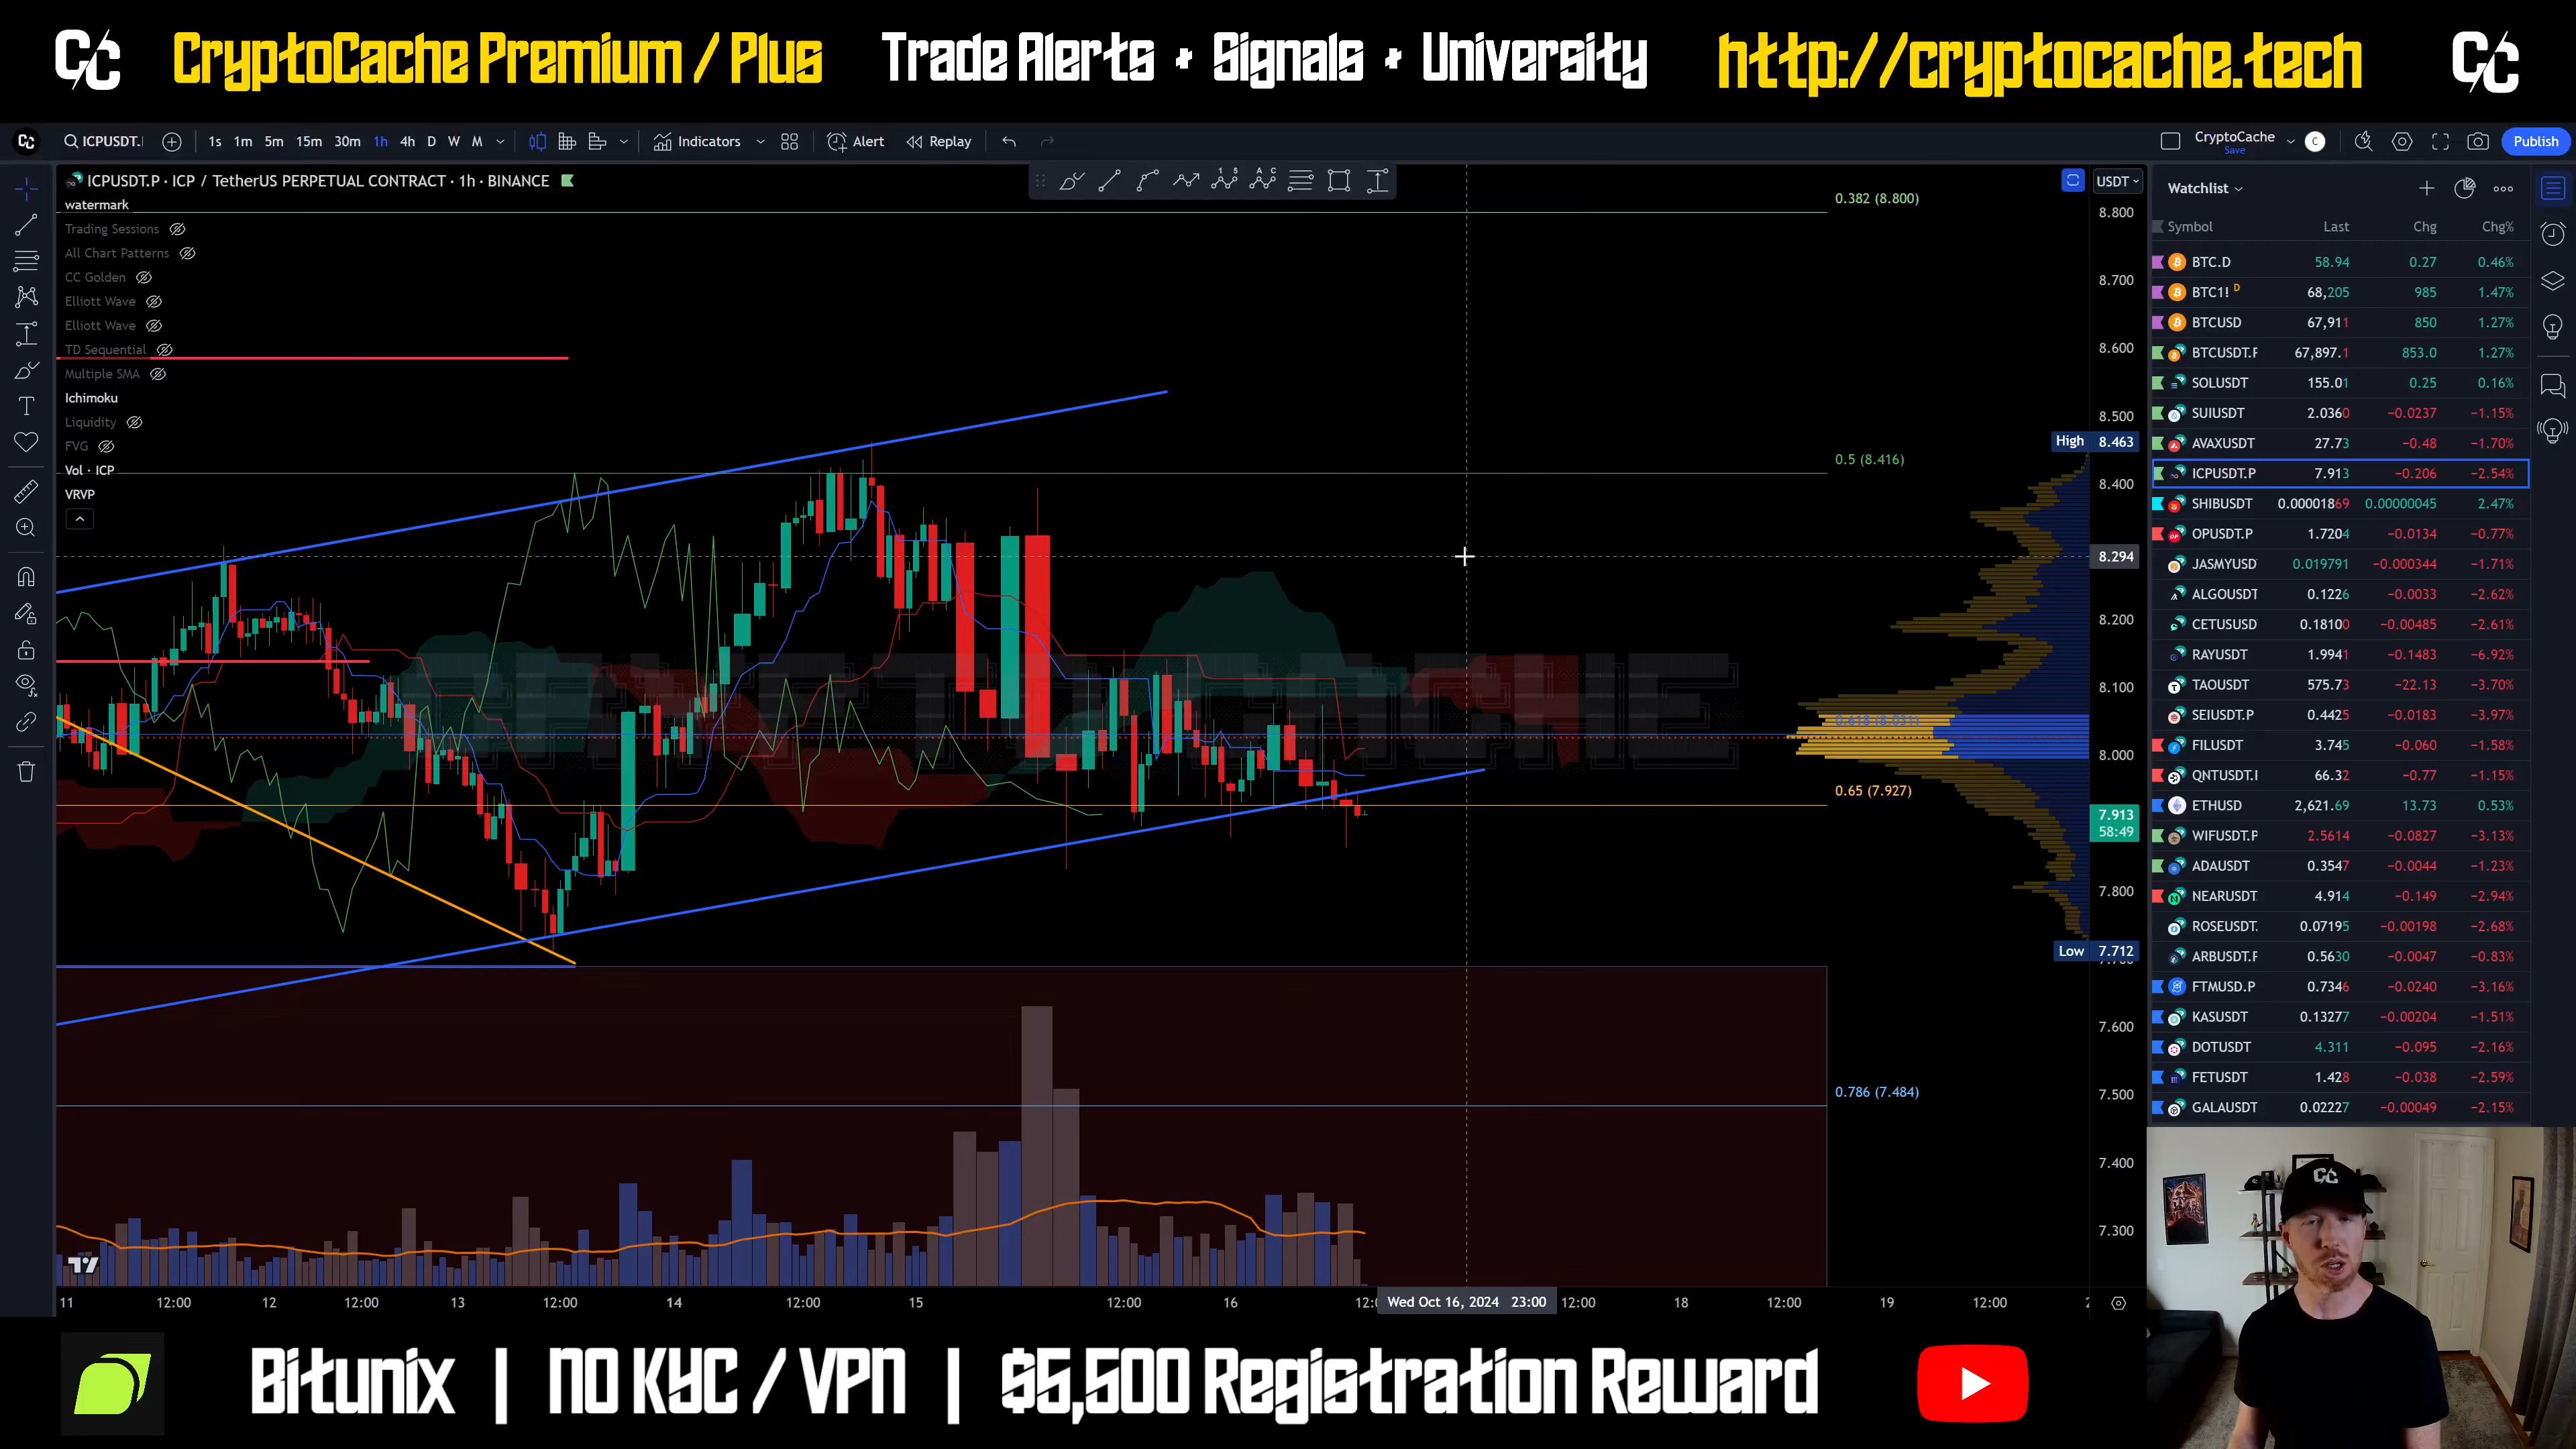 CryptoCache Premium / Plus Trade Alerts + Signals + University http://cryptocache.tech
ICPUSDT. 1s 1m 5m 15m 30m 1h 4h D W M Indicators Alert Replay CryptoCache Save Publish
ICPUSDT.P · ICP / TetherUS PERPETUAL CONTRACT · 1h · BINANCE
USDT
watermark
Trading Sessions
All Chart Patterns
CC Golden
Elliott Wave
Elliott Wave
TD Sequential
Multiple SMA
Ichimoku
Liquidity
FVG
Vol · ICP
VRVP
0.382 (8.800)
0.5 (8.416)
0.618 (8.031)
0.65 (7.927)
0.786 (7.484)
8.800
8.700
8.600
8.500
High 8.463
8.400
8.294
8.200
8.100
8.000
7.913
58:49
7.800
Low 7.712
7.600
7.500
7.400
7.300
11 12:00 12 12:00 13 12:00 14 12:00 15 12:00 16 Wed Oct 16, 2024 23:00 12:00 18 12:00 19 12:00
Watchlist
Symbol Last Chg Chg%
BTC.D 58.94 0.27 0.46%
BTC1! D 68,205 985 1.47%
BTCUSD 67,911 850 1.27%
BTCUSDT.F 67,897.1 853.0 1.27%
SOLUSDT 155.01 0.25 0.16%
SUIUSDT 2.0360 −0.0237 −1.15%
AVAXUSDT 27.73 −0.48 −1.70%
ICPUSDT.P 7.913 −0.206 −2.54%
SHIBUSDT 0.00001869 0.00000045 2.47%
OPUSDT.P 1.7204 −0.0134 −0.77%
JASMYUSD 0.019791 −0.000344 −1.71%
ALGOUSDT 0.1226 −0.0033 −2.62%
CETUSUSD 0.18100 −0.00485 −2.61%
RAYUSDT 1.9941 −0.1483 −6.92%
TAOUSDT 575.73 −22.13 −3.70%
SEIUSDT.P 0.4425 −0.0183 −3.97%
FILUSDT 3.745 −0.060 −1.58%
QNTUSDT.I 66.32 −0.77 −1.15%
ETHUSD 2,621.69 13.73 0.53%
WIFUSDT.P 2.5614 −0.0827 −3.13%
ADAUSDT 0.3547 −0.0044 −1.23%
NEARUSDT 4.914 −0.149 −2.94%
ROSEUSDT. 0.07195 −0.00198 −2.68%
ARBUSDT.F 0.5630 −0.0047 −0.83%
FTMUSD.P 0.7346 −0.0240 −3.16%
KASUSDT 0.13277 −0.00204 −1.51%
DOTUSDT 4.311 −0.095 −2.16%
FETUSDT 1.428 −0.038 −2.59%
GALAUSDT 0.02227 −0.00049 −2.15%
Bitunix | NO KYC / VPN | $5,500 Registration Reward